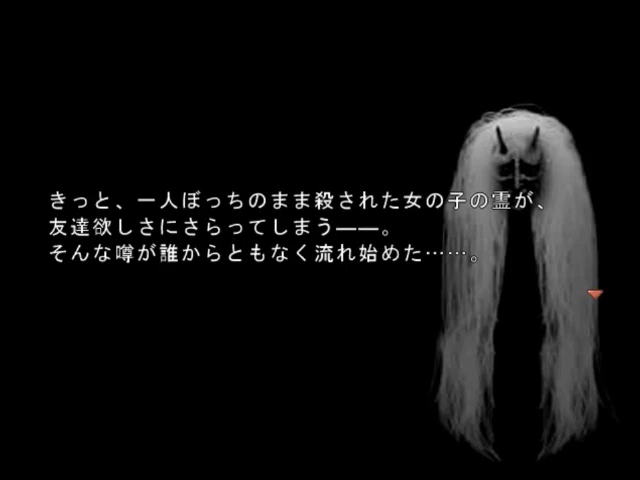 きっと、一人ぼっちのまま殺された女の子の霊が、
友達欲しさにさらってしまう――。
そんな噂が誰からともなく流れ始めた……。